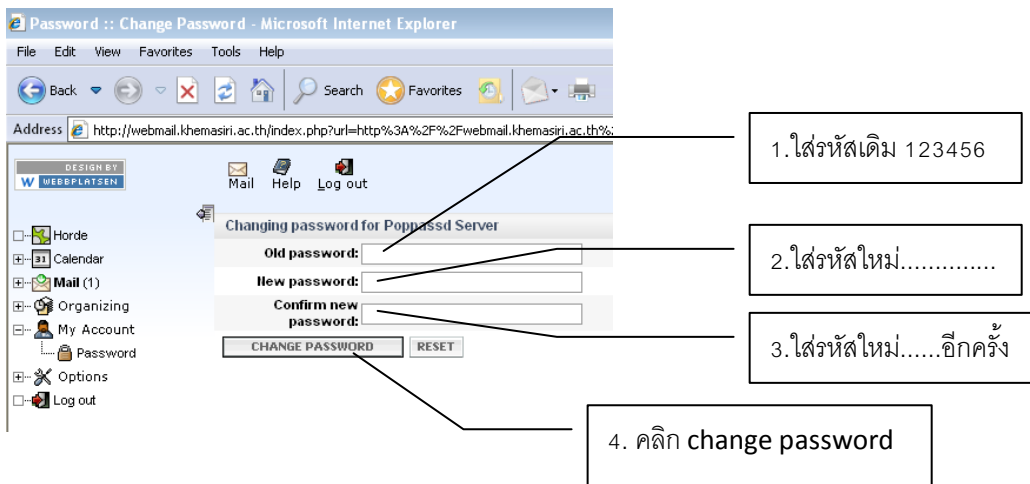 Password :: Change Password - Microsoft Internet Explorer
File Edit View Favorites Tools Help
Back Search Favorites
Address http://webmail.khemasiri.ac.th/index.php?url=http%3A%2F%2Fwebmail.khemasiri.ac.th%
DESIGN BY
W WEBBPLATSEN
Mail Help Log out
Changing password for Poppassd Server
Old password:
New password:
Confirm new
password:
CHANGE PASSWORD RESET
Horde
31 Calendar
Mail (1)
Organizing
My Account
Password
Options
Log out
1.ใส่รหัสเดิม 123456
2.ใส่รหัสใหม่..............
3.ใส่รหัสใหม่......อีกครั้ง
4. คลิก change password